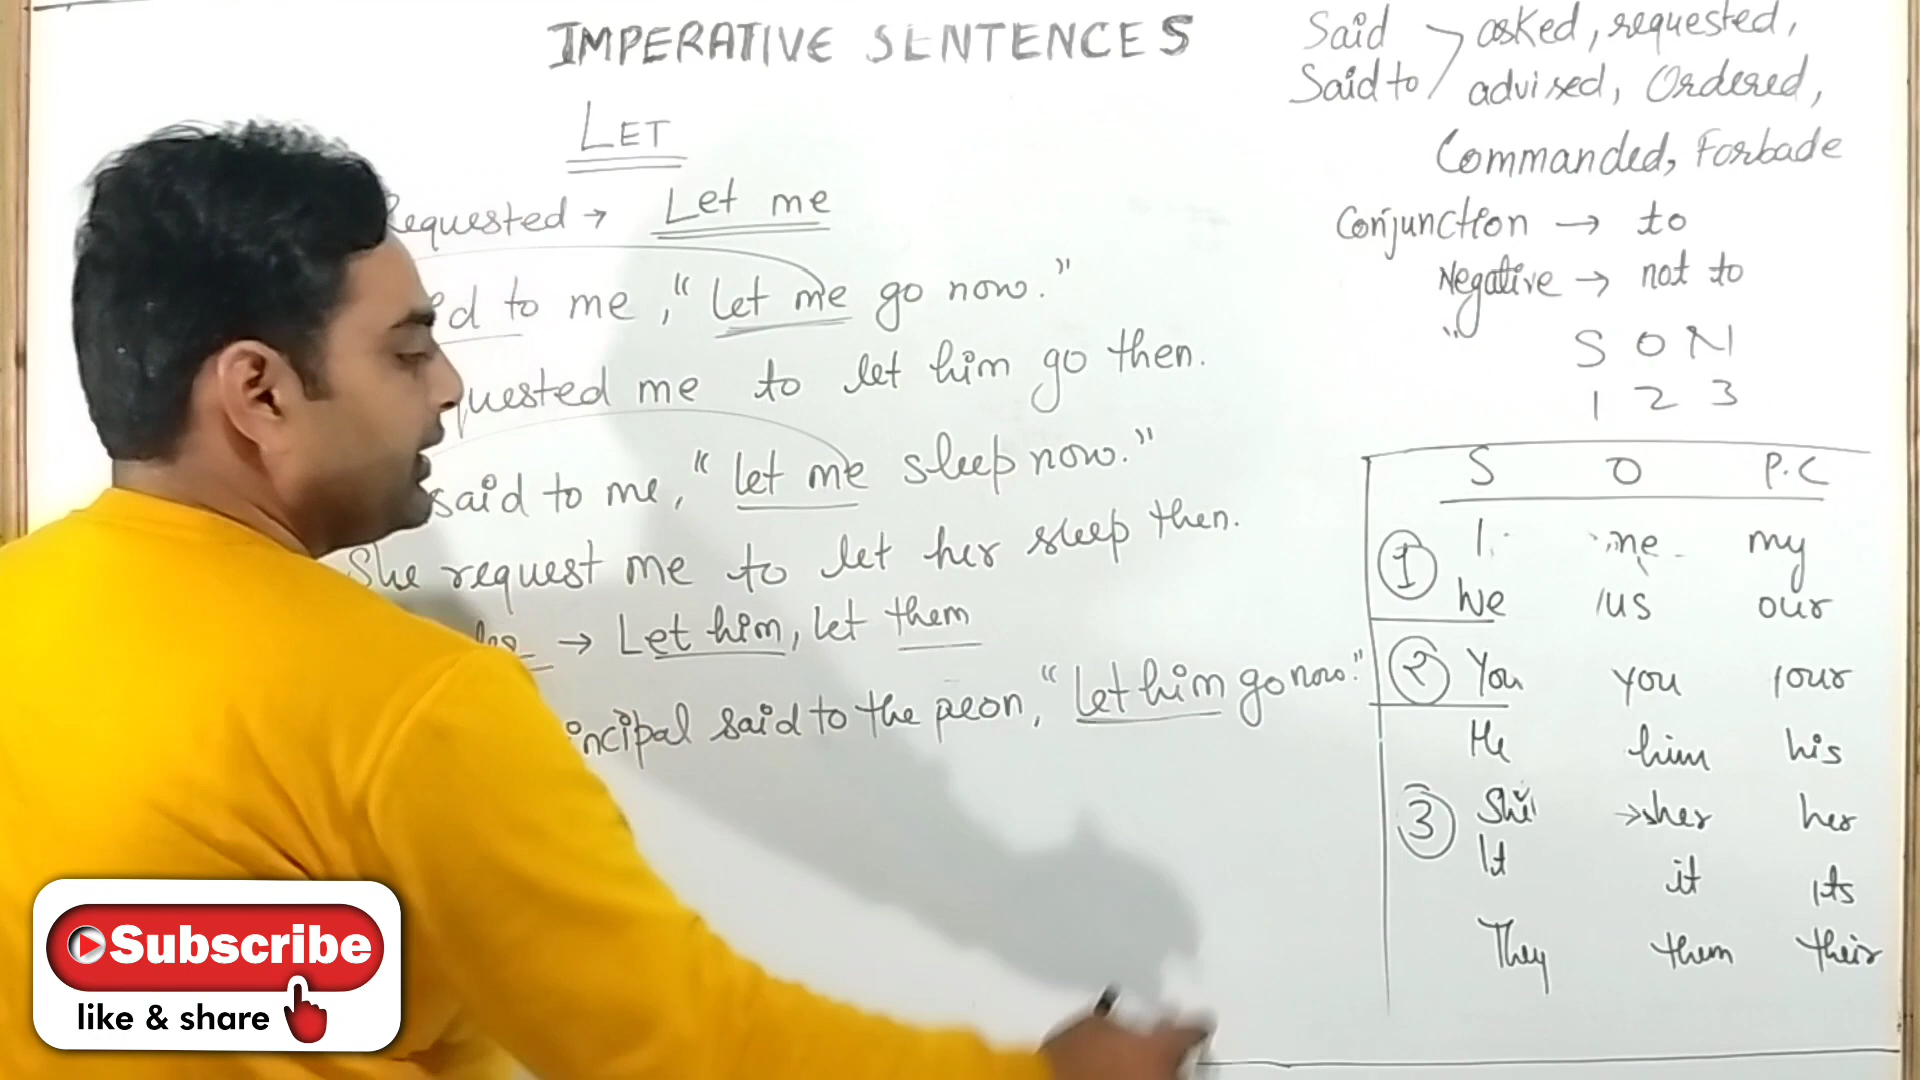 IMPERATIVE SENTENCES
LET
Requested → Let me
to me, "let me go now."
quested me to let him go then.
said to me, "let me sleep now."
She request me to let her sleep then.
→ Let him, let them
incipal said to the peon, "let him go now."
Said
Said to
asked, requested,
advised, Ordered,
Commanded, Forbade
Conjunction → to
Negative → not to
"
S O N
1 2 3
S O P.C
1 I me my
We us our
2 You you your
He him his
3 She → her her
It it its
They them their
Subscribe
like & share